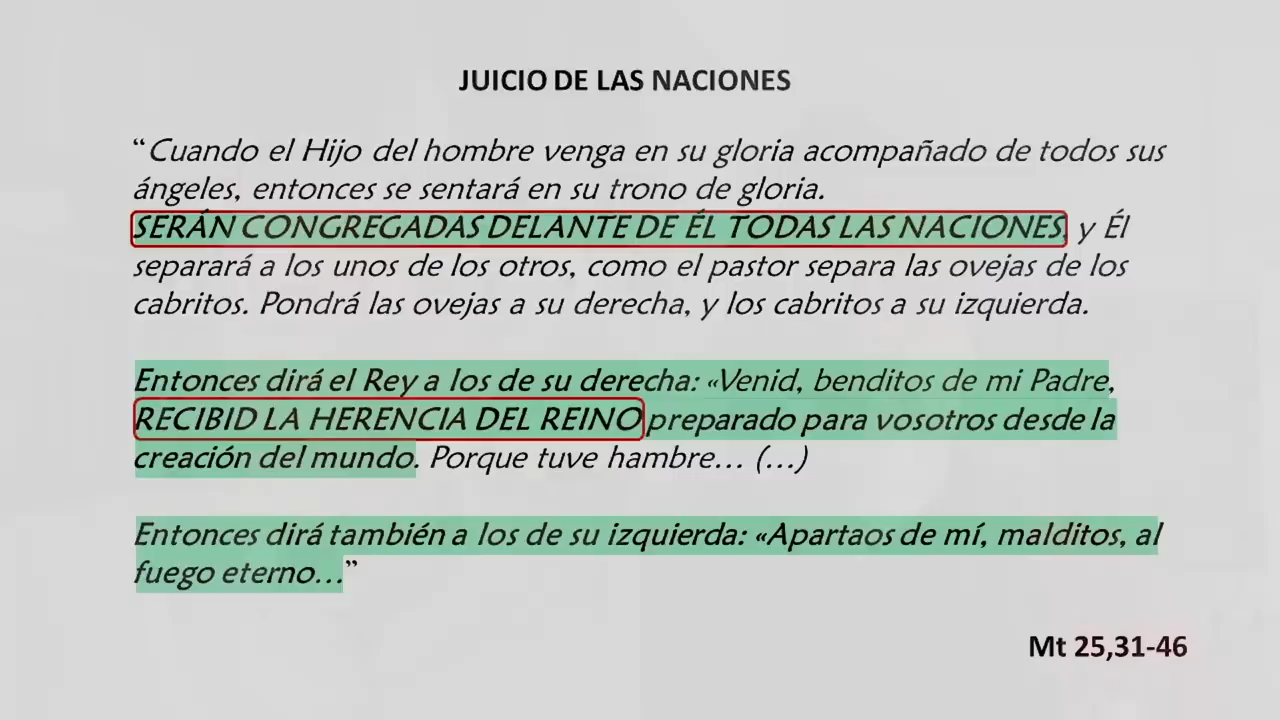 JUICIO DE LAS NACIONES
“Cuando el Hijo del hombre venga en su gloria acompañado de todos sus
ángeles, entonces se sentará en su trono de gloria.
SERÁN CONGREGADAS DELANTE DE ÉL TODAS LAS NACIONES, y Él
separará a los unos de los otros, como el pastor separa las ovejas de los
cabritos. Pondrá las ovejas a su derecha, y los cabritos a su izquierda.
Entonces dirá el Rey a los de su derecha: «Venid, benditos de mi Padre,
RECIBID LA HERENCIA DEL REINO preparado para vosotros desde la
creación del mundo. Porque tuve hambre… (…)
Entonces dirá también a los de su izquierda: «Apartaos de mí, malditos, al
fuego eterno…”
Mt 25,31-46